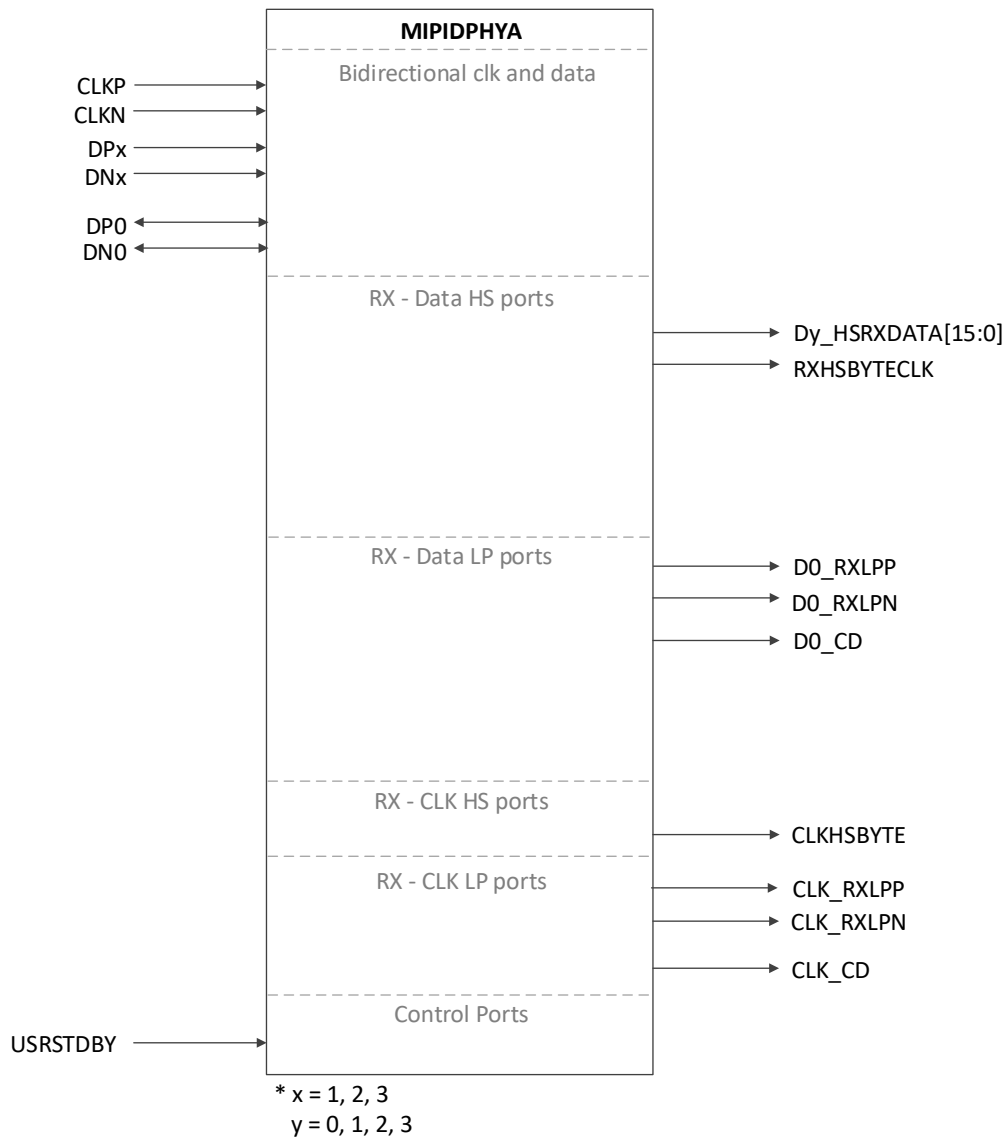 MIPIDPHYA
Bidirectional clk and data
CLKP
CLKN
DPx
DNx
DP0
DN0
RX - Data HS ports
Dy_HSRXDATA[15:0]
RXHSBYTECLK
RX - Data LP ports
D0_RXLPP
D0_RXLPN
D0_CD
RX - CLK HS ports
CLKHSBYTE
RX - CLK LP ports
CLK_RXLPP
CLK_RXLPN
CLK_CD
Control Ports
USRSTDBY
* x = 1, 2, 3
y = 0, 1, 2, 3